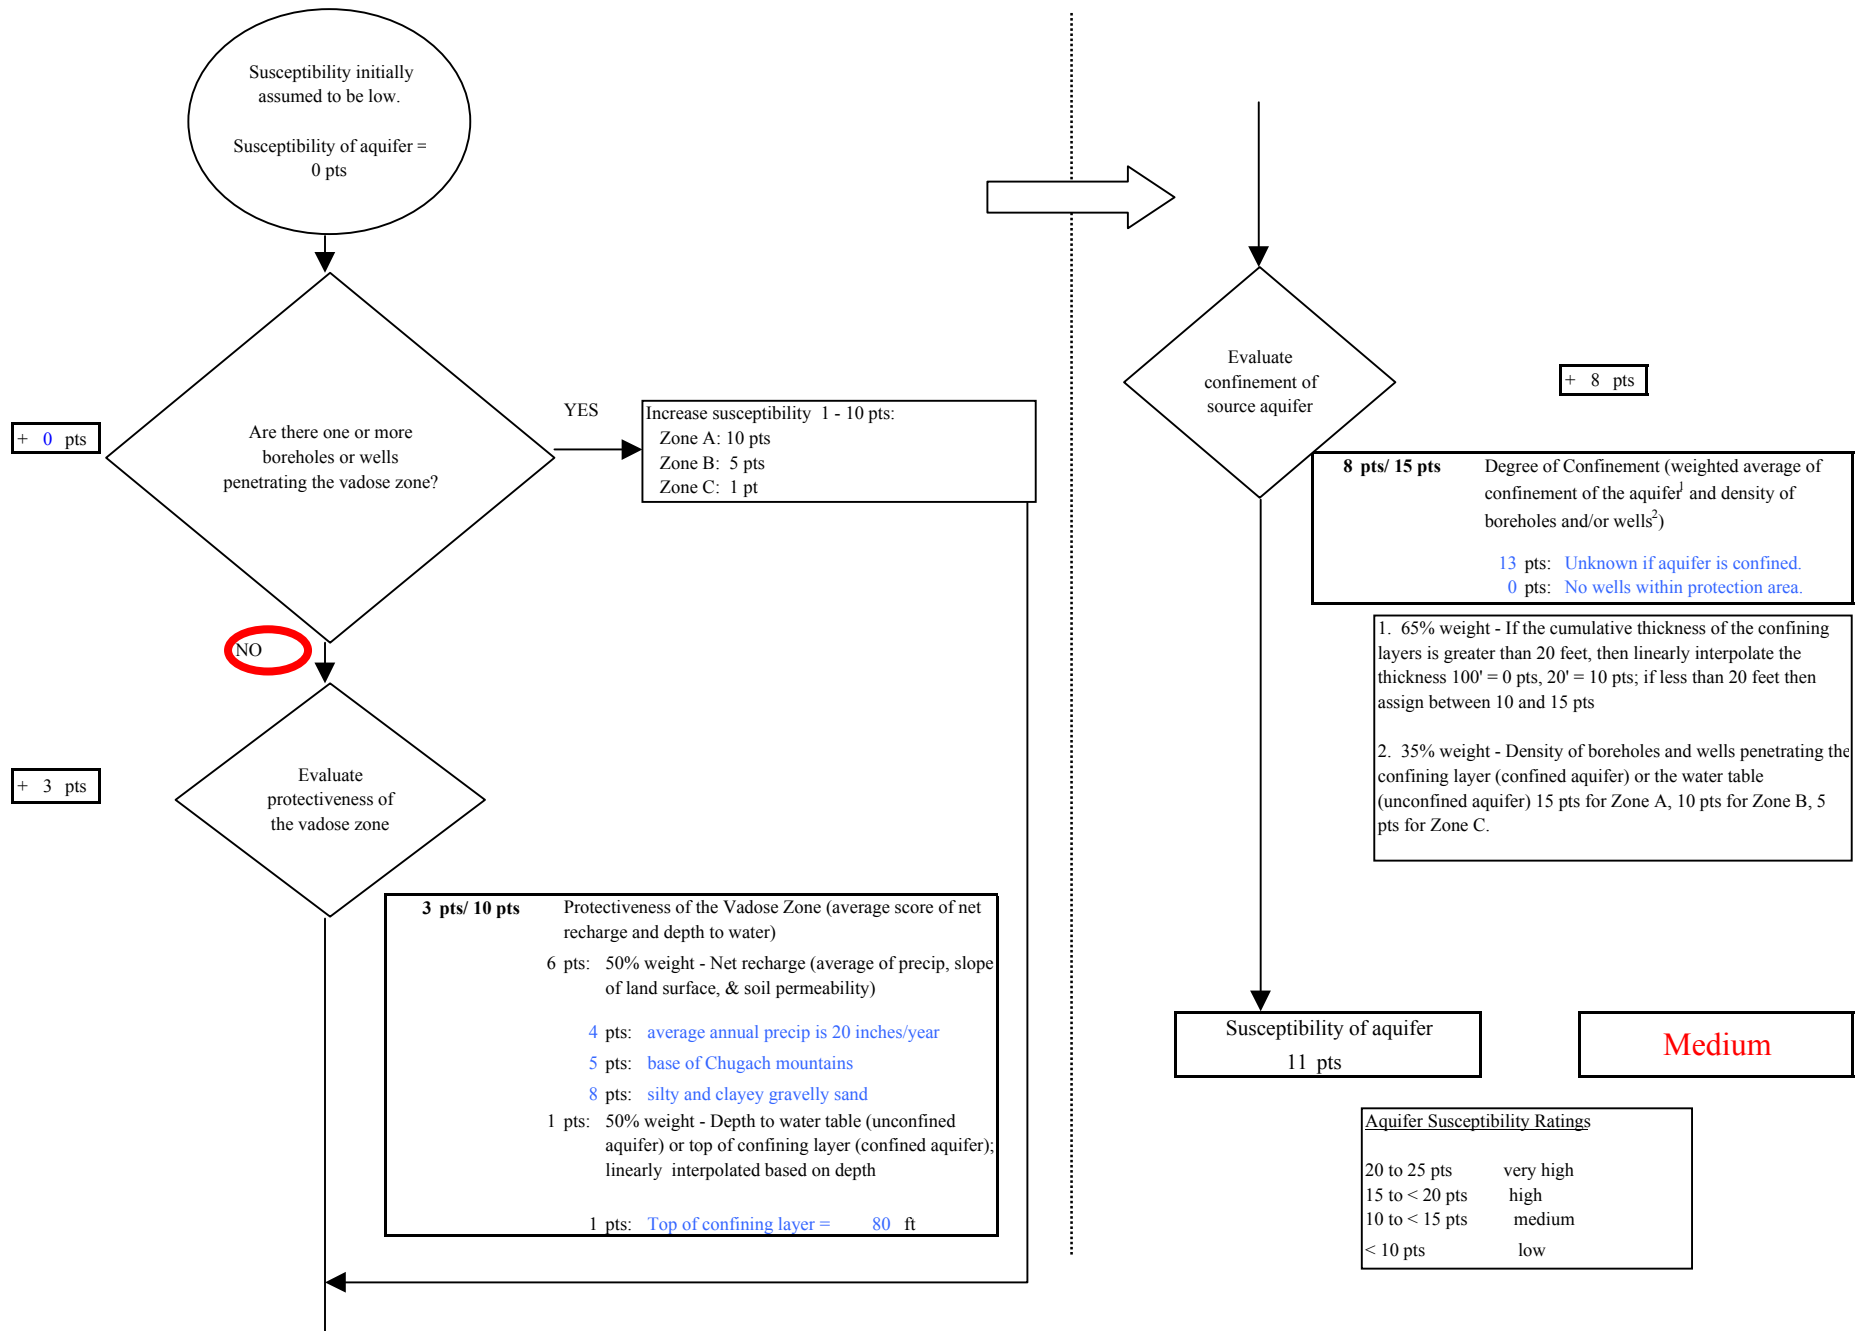 Susceptibility initially
assumed to be low.
Susceptibility of aquifer =
0 pts
Are there one or more
boreholes or wells
penetrating the vadose zone?
+ 0 pts
YES
Increase susceptibility 1 - 10 pts:
Zone A: 10 pts
Zone B: 5 pts
Zone C: 1 pt
NO
Evaluate
protectiveness of
the vadose zone
+ 3 pts
3 pts/ 10 pts Protectiveness of the Vadose Zone (average score of net
recharge and depth to water)
6 pts: 50% weight - Net recharge (average of precip, slope
of land surface, & soil permeability)
4 pts: average annual precip is 20 inches/year
5 pts: base of Chugach mountains
8 pts: silty and clayey gravelly sand
1 pts: 50% weight - Depth to water table (unconfined
aquifer) or top of confining layer (confined aquifer);
linearly interpolated based on depth
1 pts: Top of confining layer = 80 ft
Evaluate
confinement of
source aquifer
+ 8 pts
8 pts/ 15 pts Degree of Confinement (weighted average of
confinement of the aquifer1 and density of
boreholes and/or wells2)
13 pts: Unknown if aquifer is confined.
0 pts: No wells within protection area.
1. 65% weight - If the cumulative thickness of the confining
layers is greater than 20 feet, then linearly interpolate the
thickness 100' = 0 pts, 20' = 10 pts; if less than 20 feet then
assign between 10 and 15 pts
2. 35% weight - Density of boreholes and wells penetrating the
confining layer (confined aquifer) or the water table
(unconfined aquifer) 15 pts for Zone A, 10 pts for Zone B, 5
pts for Zone C.
Susceptibility of aquifer
11 pts
Medium
Aquifer Susceptibility Ratings
20 to 25 pts very high
15 to < 20 pts high
10 to < 15 pts medium
< 10 pts low